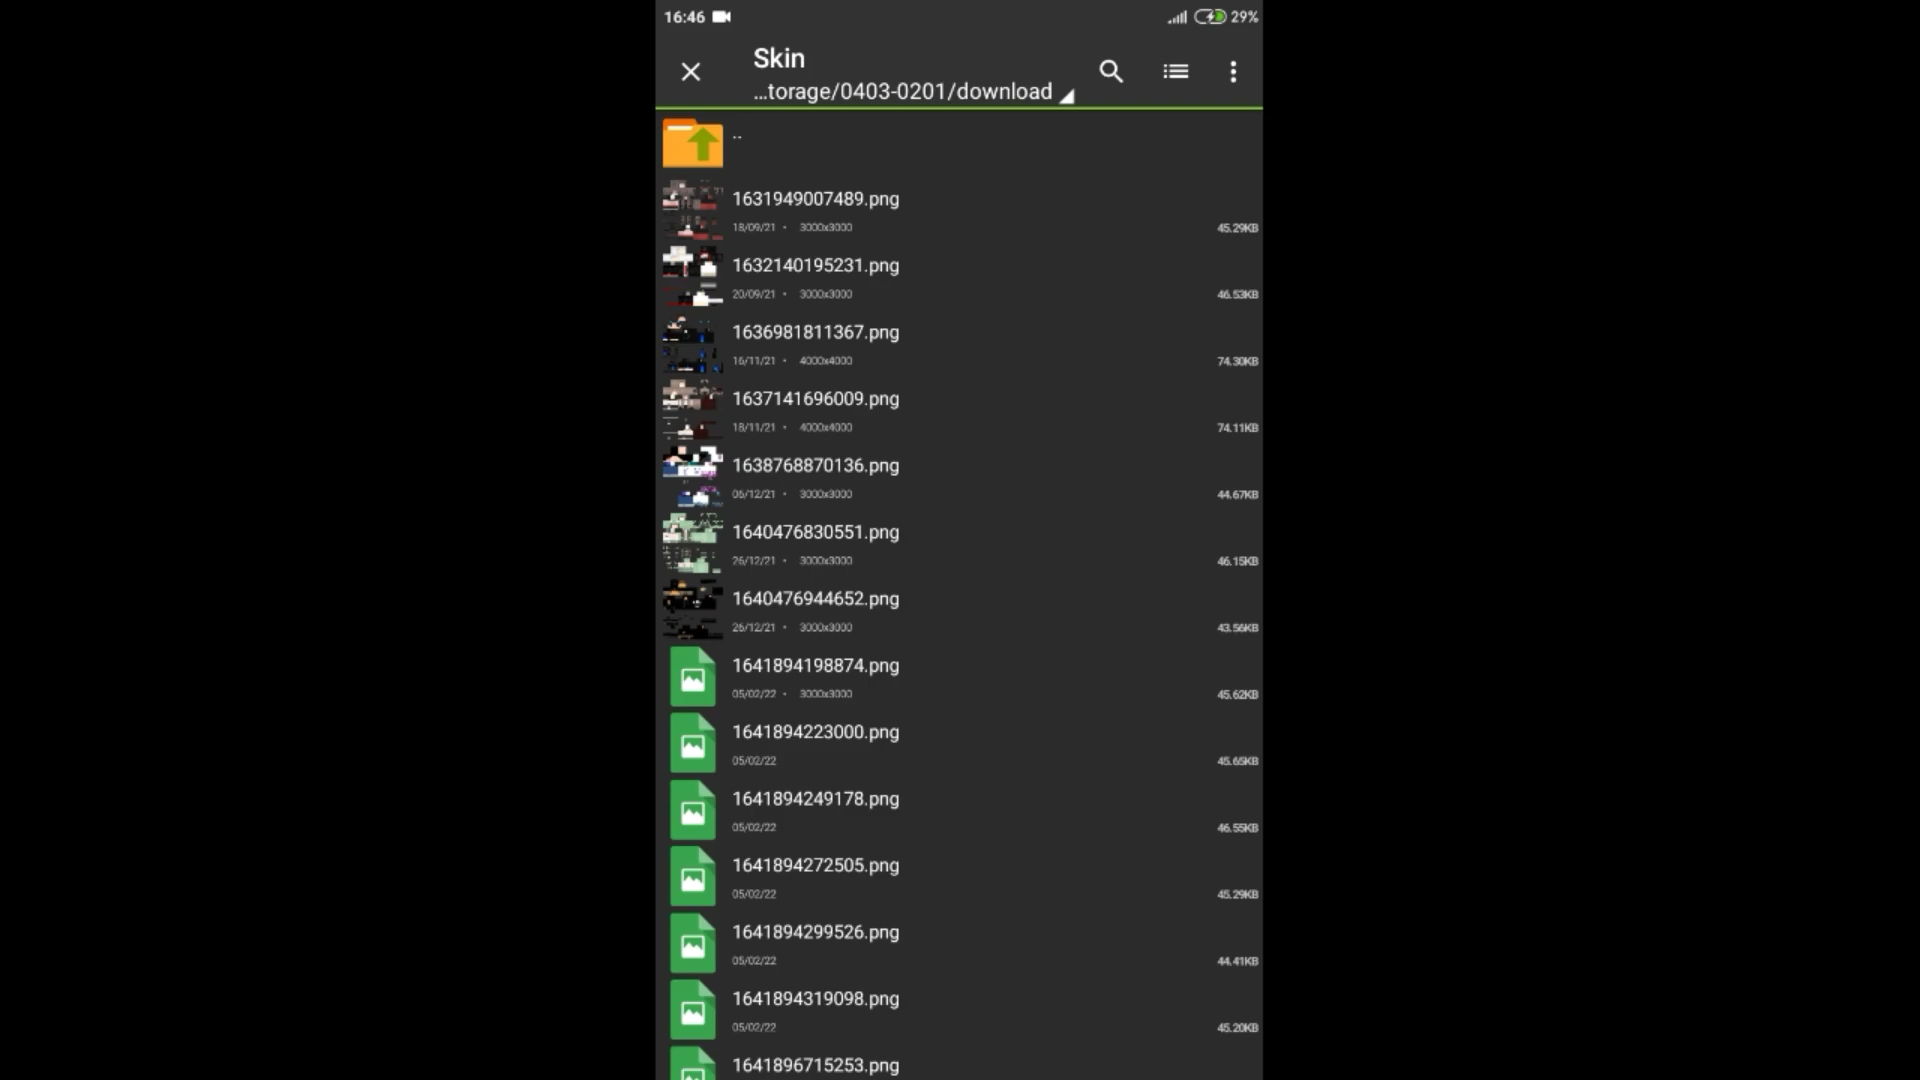 16:46 29%
Skin
...torage/0403-0201/download
..
1631949007489.png
18/09/21 • 3000x3000 45.29KB
1632140195231.png
20/09/21 • 3000x3000 46.53KB
1636981811367.png
16/11/21 • 4000x4000 74.30KB
1637141696009.png
18/11/21 • 4000x4000 74.11KB
1638768870136.png
06/12/21 • 3000x3000 44.67KB
1640476830551.png
26/12/21 • 3000x3000 46.15KB
1640476944652.png
26/12/21 • 3000x3000 43.56KB
1641894198874.png
05/02/22 • 3000x3000 45.62KB
1641894223000.png
05/02/22 45.65KB
1641894249178.png
05/02/22 46.55KB
1641894272505.png
05/02/22 45.29KB
1641894299526.png
05/02/22 44.41KB
1641894319098.png
05/02/22 45.20KB
1641896715253.png